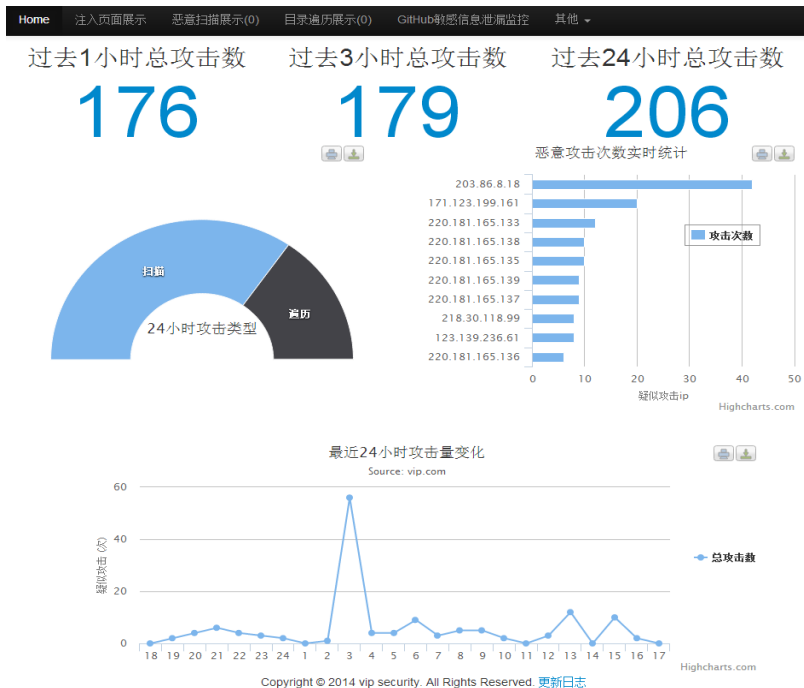 Home 注入页面展示 恶意扫描展示(0) 目录遍历展示(0) GitHub敏感信息泄漏监控 其他
过去1小时总攻击数 过去3小时总攻击数 过去24小时总攻击数
176 179 206
恶意攻击次数实时统计
203.86.8.18
171.123.199.161
220.181.165.133
220.181.165.138
220.181.165.135
220.181.165.139
220.181.165.137
218.30.118.99
123.139.236.61
220.181.165.136
攻击次数
0 10 20 30 40 50
疑似攻击ip
Highcharts.com
扫描
遍历
24小时攻击类型
最近24小时攻击量变化
Source: vip.com
疑似攻击 (次)
60
40
20
0
总攻击数
18 19 20 21 22 23 24 1 2 3 4 5 6 7 8 9 10 11 12 13 14 15 16 17
Highcharts.com
Copyright © 2014 vip security. All Rights Reserved. 更新日志